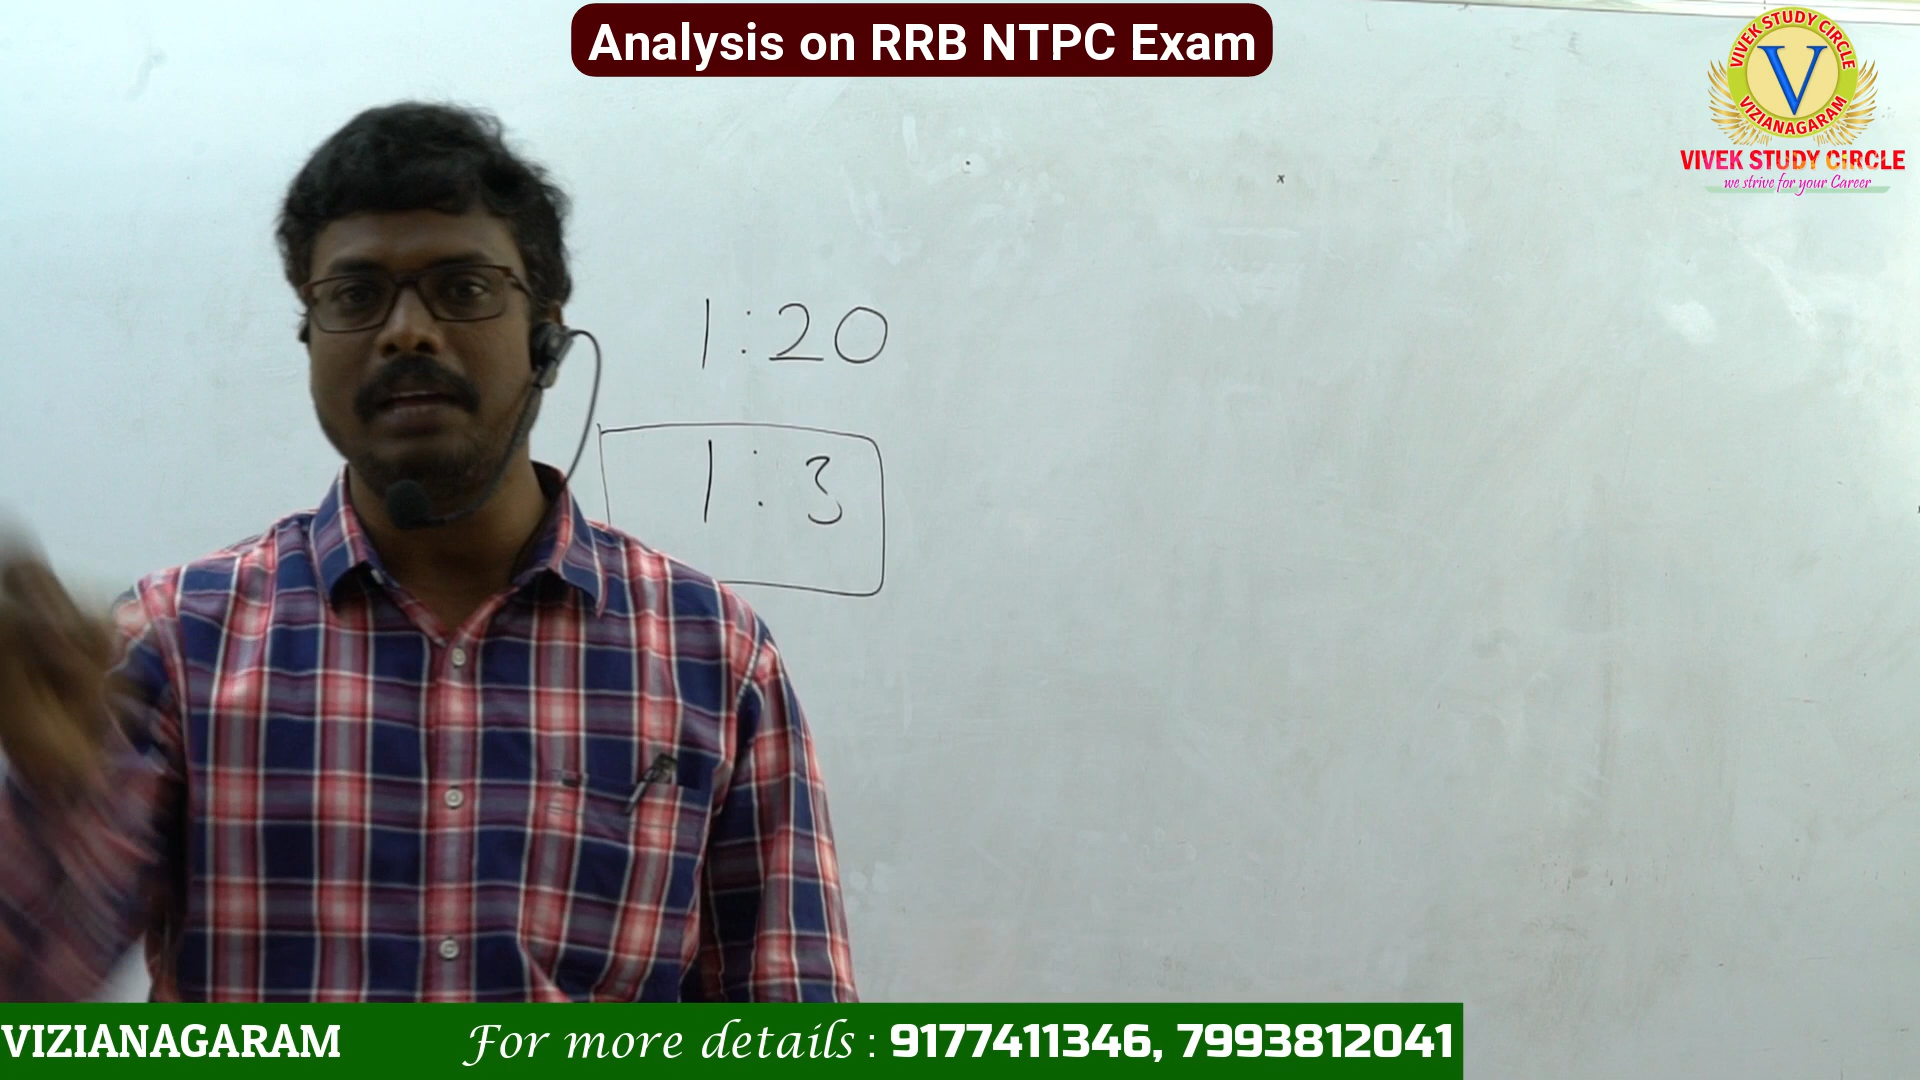 Analysis on RRB NTPC Exam
VIVEK STUDY CIRCLE
V
VIZIANAGARAM
VIVEK STUDY CIRCLE
we strive for your Career
1:20
1:3
x
VIZIANAGARAM For more details : 9177411346, 7993812041